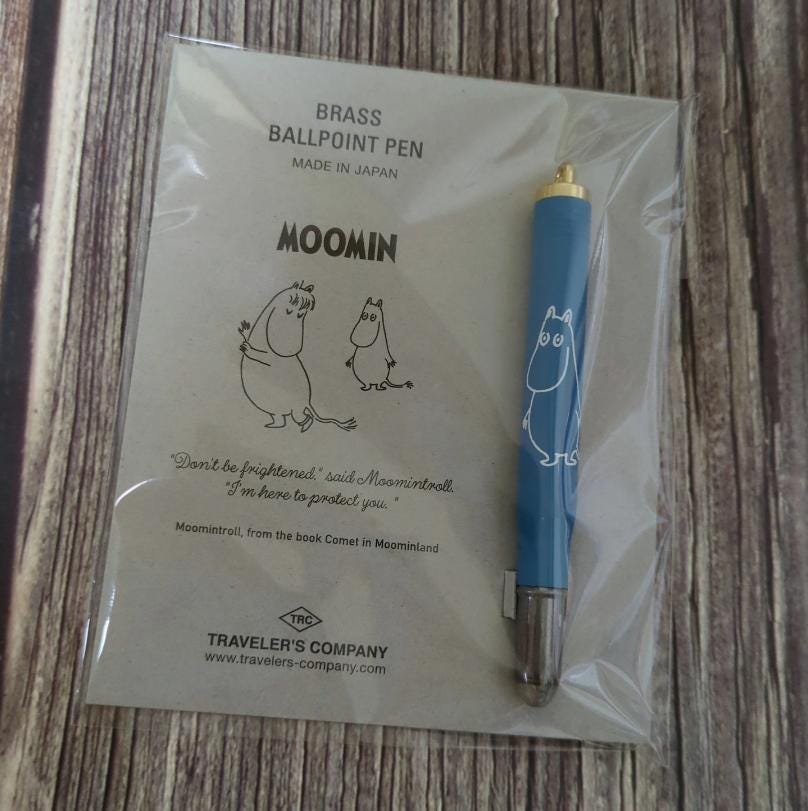 BRASS
BALLPOINT PEN
MADE IN JAPAN
MOOMIN
"Don't be frightened." said Moomintroll.
"I'm here to protect you. "
Moomintroll, from the book Comet in Moominland
TRC
TRAVELER'S COMPANY
www.travelers-company.com